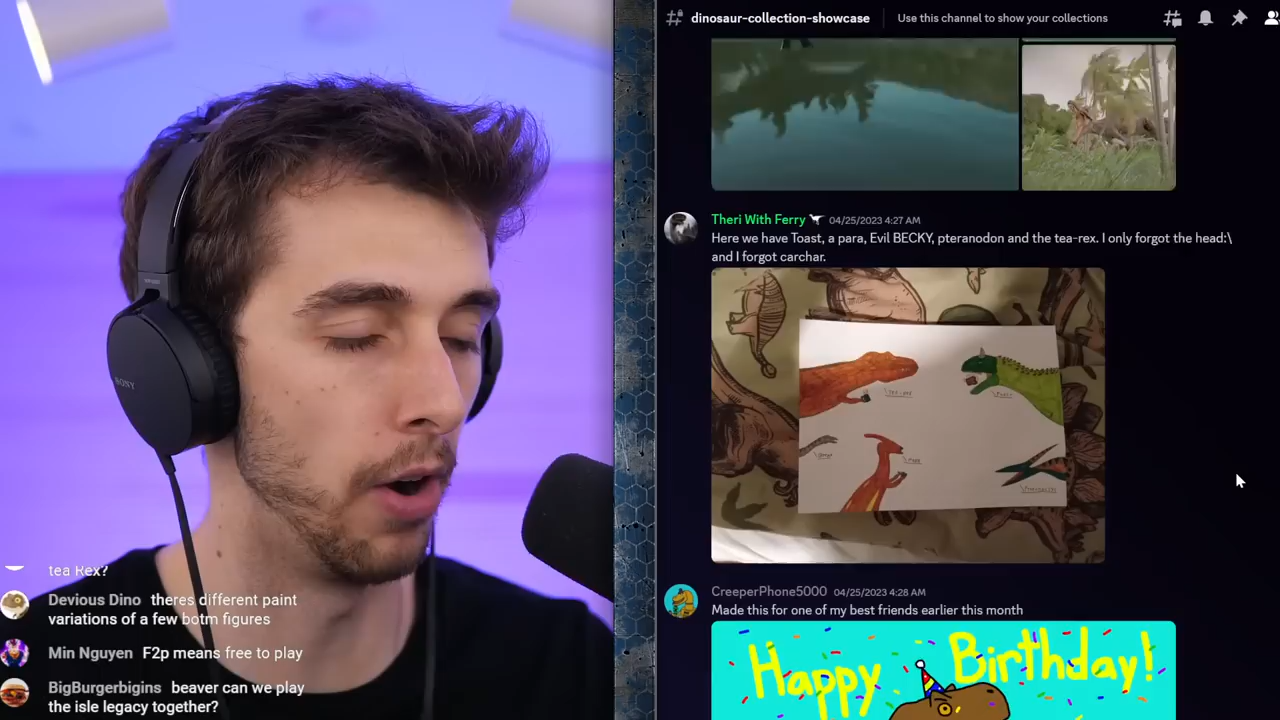 dinosaur-collection-showcase
Use this channel to show your collections
Theri With Ferry 04/25/2023 4:27 AM
Here we have Toast, a para, Evil BECKY, pteranodon and the tea-rex. I only forgot the head:\
and I forgot carchar.
CreeperPhone5000 04/25/2023 4:28 AM
Made this for one of my best friends earlier this month
Happy Birthday!
SONY
tea Rex?
Devious Dino theres different paint
variations of a few botm figures
Min Nguyen F2p means free to play
BigBurgerbigins beaver can we play
the isle legacy together?